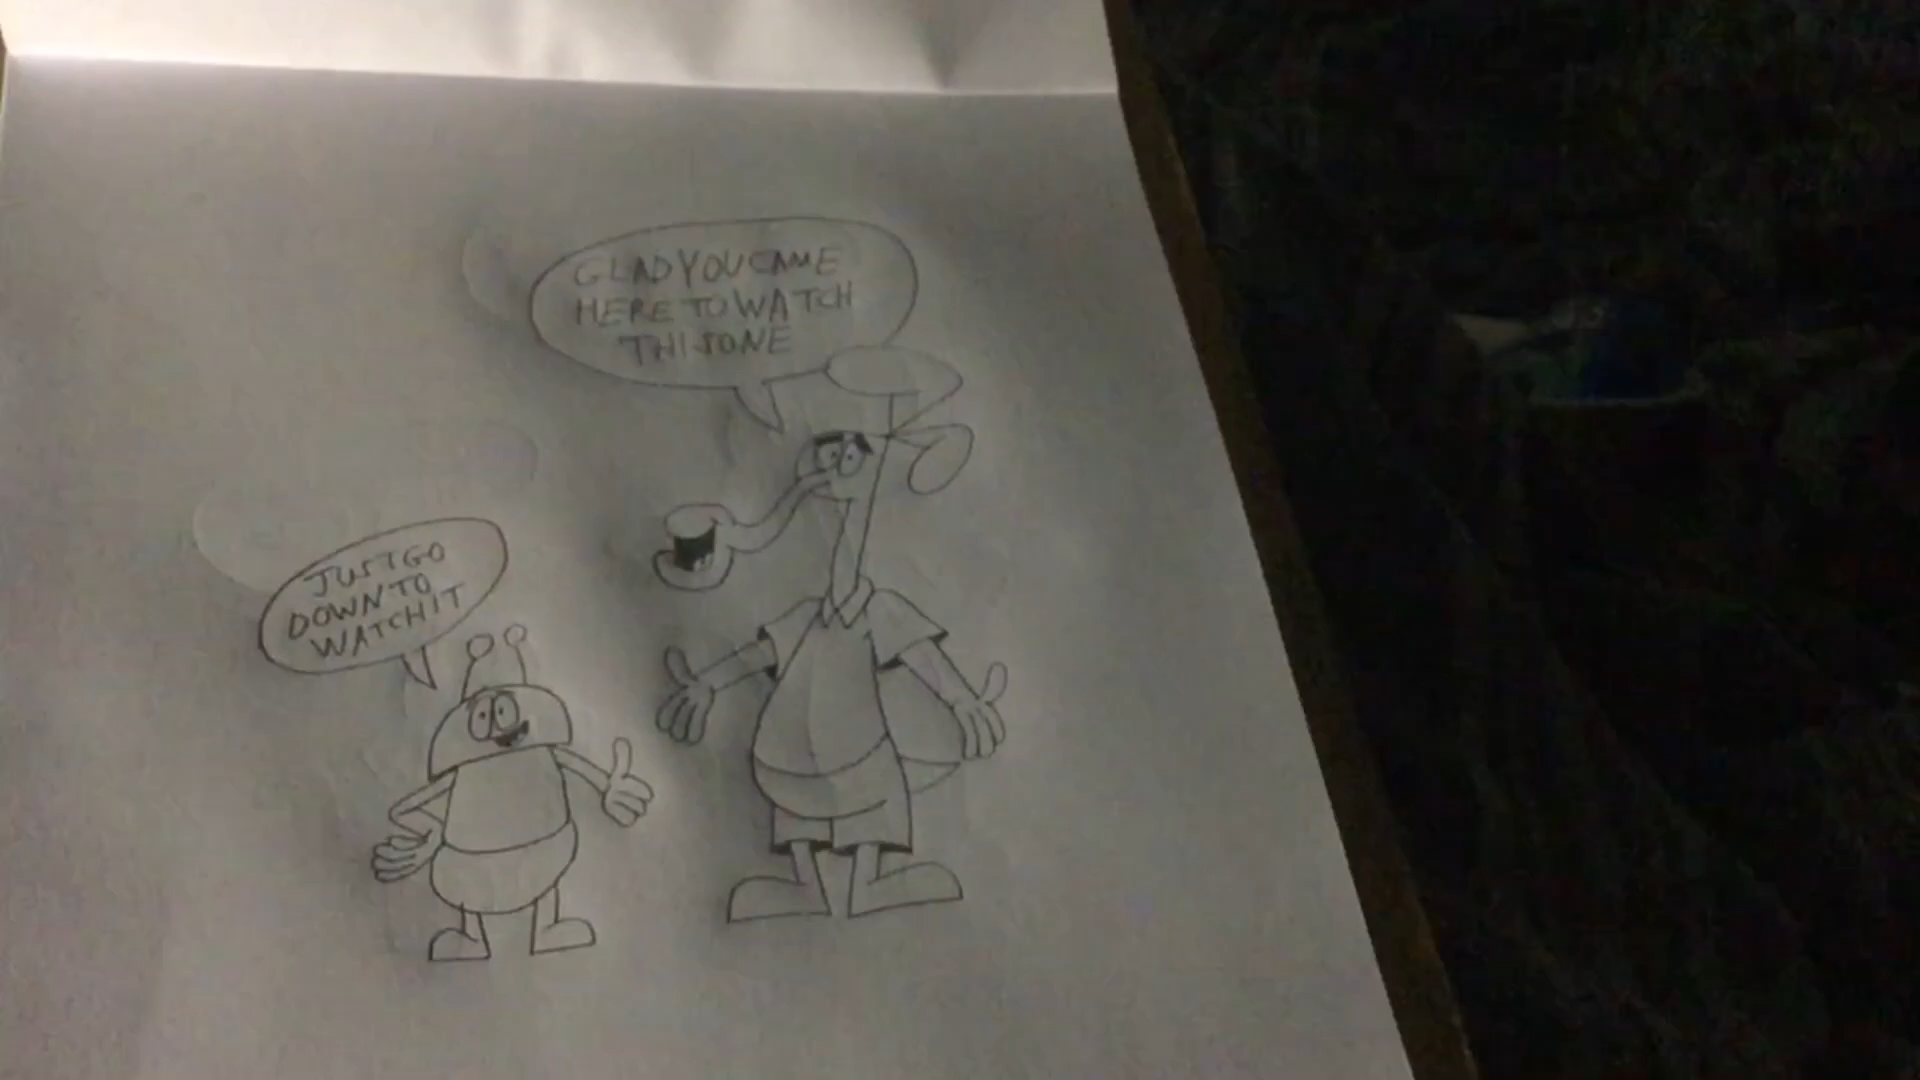 GLAD YOU CAME
HERE TO WATCH
THIS ONE
JUST GO
DOWN TO
WATCH IT